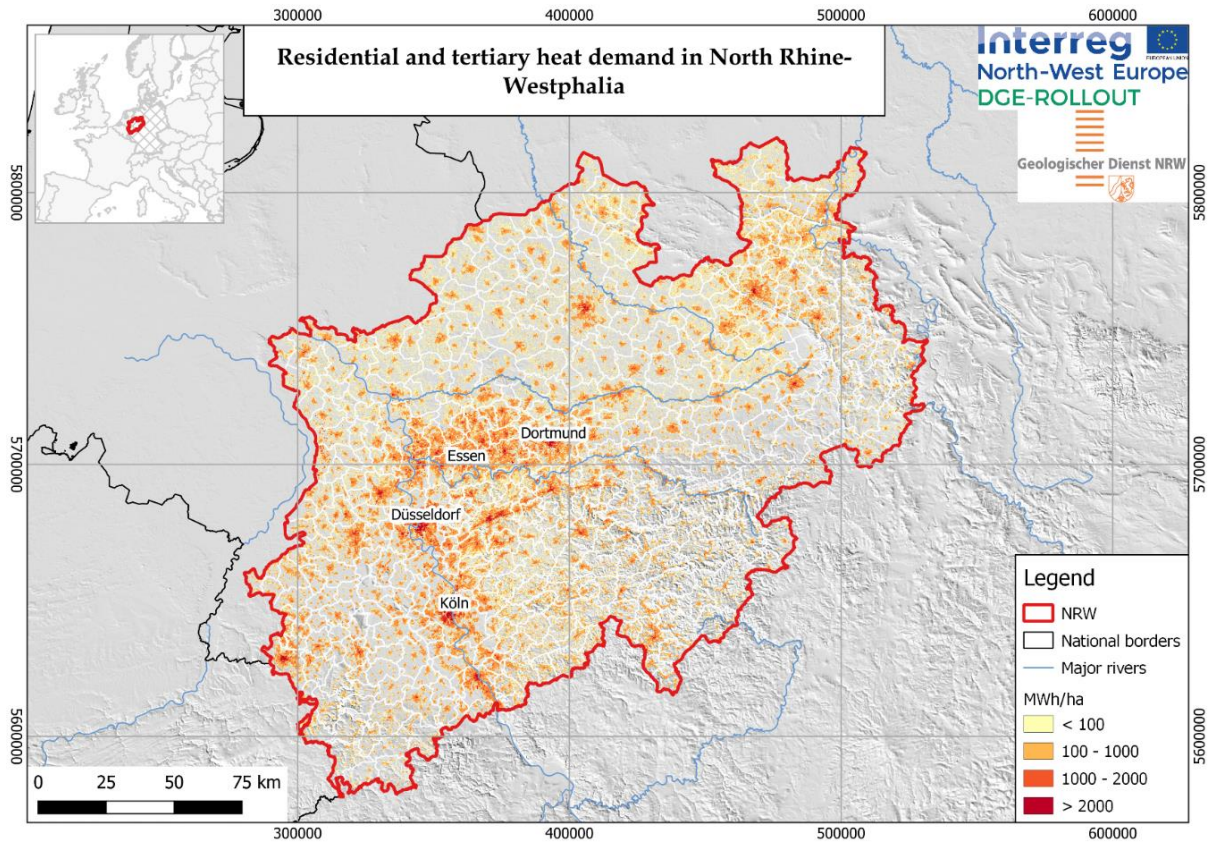 300000 400000 500000 600000
Residential and tertiary heat demand in North Rhine-
Westphalia
Interreg
EUROPEAN UNION
North-West Europe
DGE-ROLLOUT
Geologischer Dienst NRW
5800000 5800000
Dortmund
Essen
5700000 5700000
Düsseldorf
Köln
Legend
NRW
National borders
Major rivers
MWh/ha
< 100
100 - 1000
1000 - 2000
> 2000
5600000 5600000
0 25 50 75 km
300000 400000 500000 600000